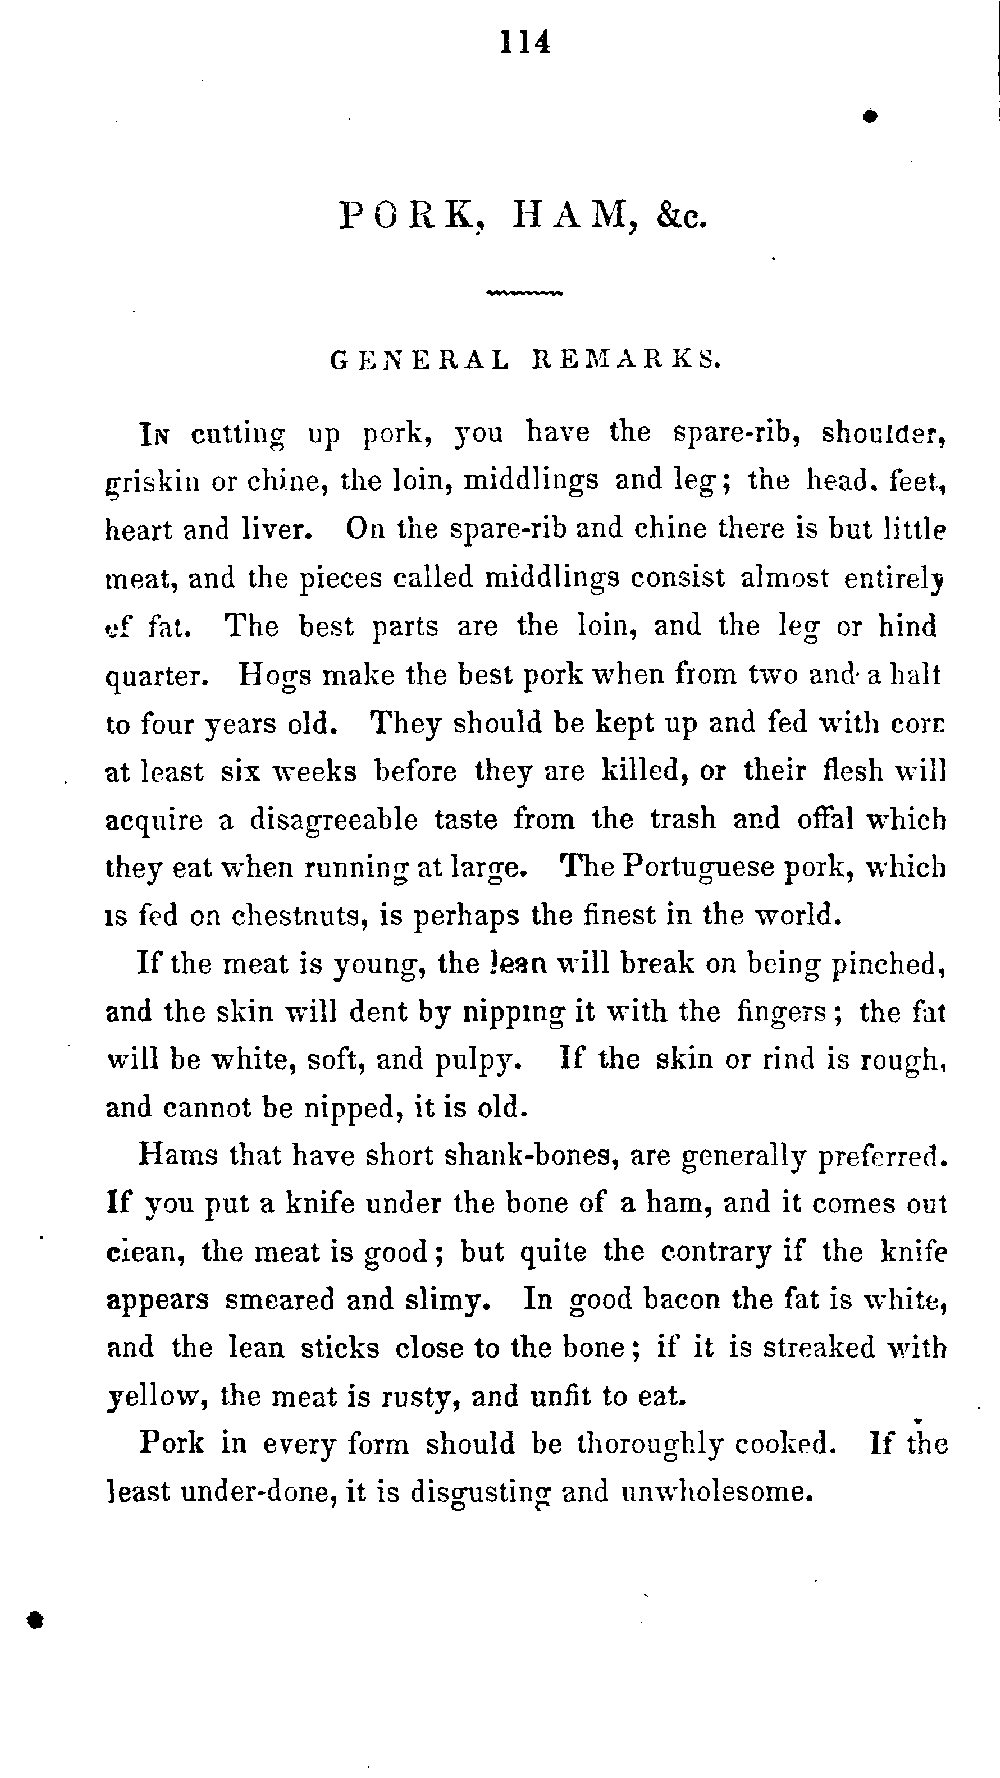 114
PORK, HAM, &c.
GENERAL REMARKS.
In cutting up pork, you have the spare-rib, shoulder,
griskin or chine, the loin, middlings and leg; the head. feet,
heart and liver. On the spare-rib and chine there is but little
meat, and the pieces called middlings consist almost entirely
of fat. The best parts are the loin, and the leg or hind
quarter. Hogs make the best pork when from two and a half
to four years old. They should be kept up and fed with corn
at least six weeks before they are killed, or their flesh will
acquire a disagreeable taste from the trash and offal which
they eat when running at large. The Portuguese pork, which
is fed on chestnuts, is perhaps the finest in the world.
If the meat is young, the lean will break on being pinched,
and the skin will dent by nipping it with the fingers; the fat
will be white, soft, and pulpy. If the skin or rind is rough,
and cannot be nipped, it is old.
Hams that have short shank-bones, are generally preferred.
If you put a knife under the bone of a ham, and it comes out
clean, the meat is good; but quite the contrary if the knife
appears smeared and slimy. In good bacon the fat is white,
and the lean sticks close to the bone; if it is streaked with
yellow, the meat is rusty, and unfit to eat.
Pork in every form should be thoroughly cooked. If the
least under-done, it is disgusting and unwholesome.